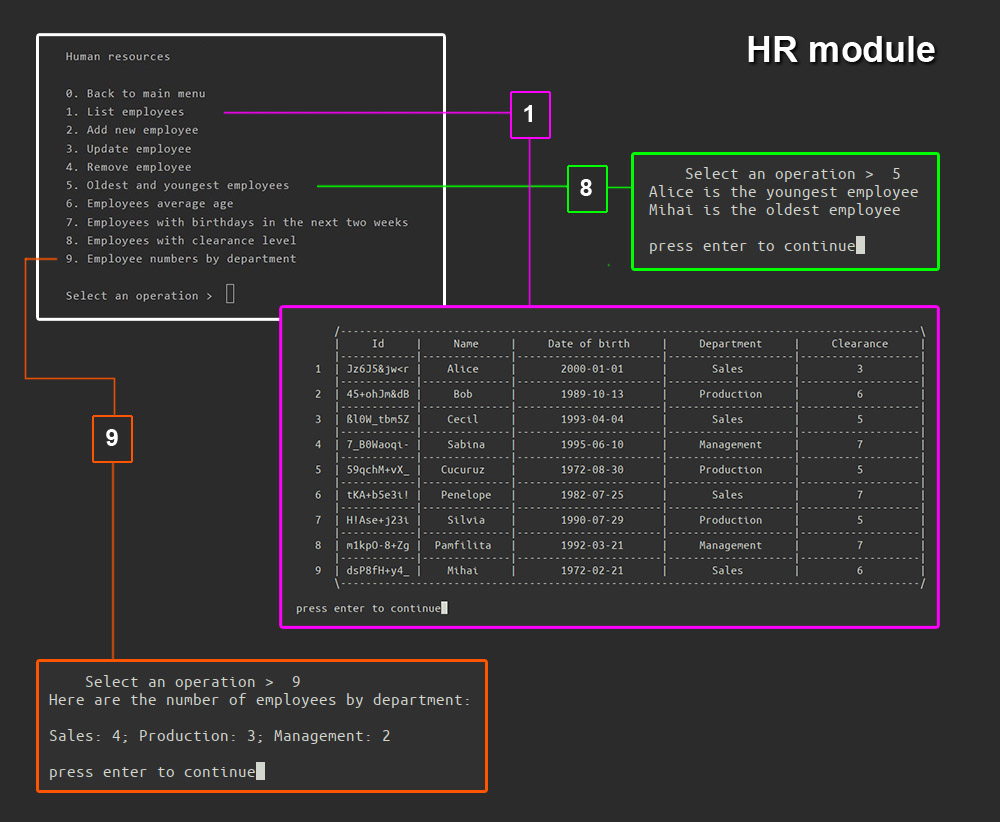 HR module
Human resources
0. Back to main menu
1. List employees
2. Add new employee
3. Update employee
4. Remove employee
5. Oldest and youngest employees
6. Employees average age
7. Employees with birthdays in the next two weeks
8. Employees with clearance level
9. Employee numbers by department
Select an operation >
1
8
Select an operation > 5
Alice is the youngest employee
Mihai is the oldest employee
press enter to continue
Id | Name | Date of birth | Department | Clearance
1 | Jz6J5&jw<r | Alice | 2000-01-01 | Sales | 3
2 | 45+ohJm&dB | Bob | 1989-10-13 | Production | 6
3 | ßl0W_tbm5Z | Cecil | 1993-04-04 | Sales | 5
4 | 7_B0Waoqi- | Sabina | 1995-06-10 | Management | 7
5 | 59qchM+vX_ | Cucuruz | 1972-08-30 | Production | 5
6 | tKA+b5e3i! | Penelope | 1982-07-25 | Sales | 7
7 | H!Ase+j23i | Silvia | 1990-07-29 | Production | 5
8 | m1kpO-8+Zg | Pamfilita | 1992-03-21 | Management | 7
9 | dsP8fH+y4_ | Mihai | 1972-02-21 | Sales | 6
press enter to continue
9
Select an operation > 9
Here are the number of employees by department:
Sales: 4; Production: 3; Management: 2
press enter to continue